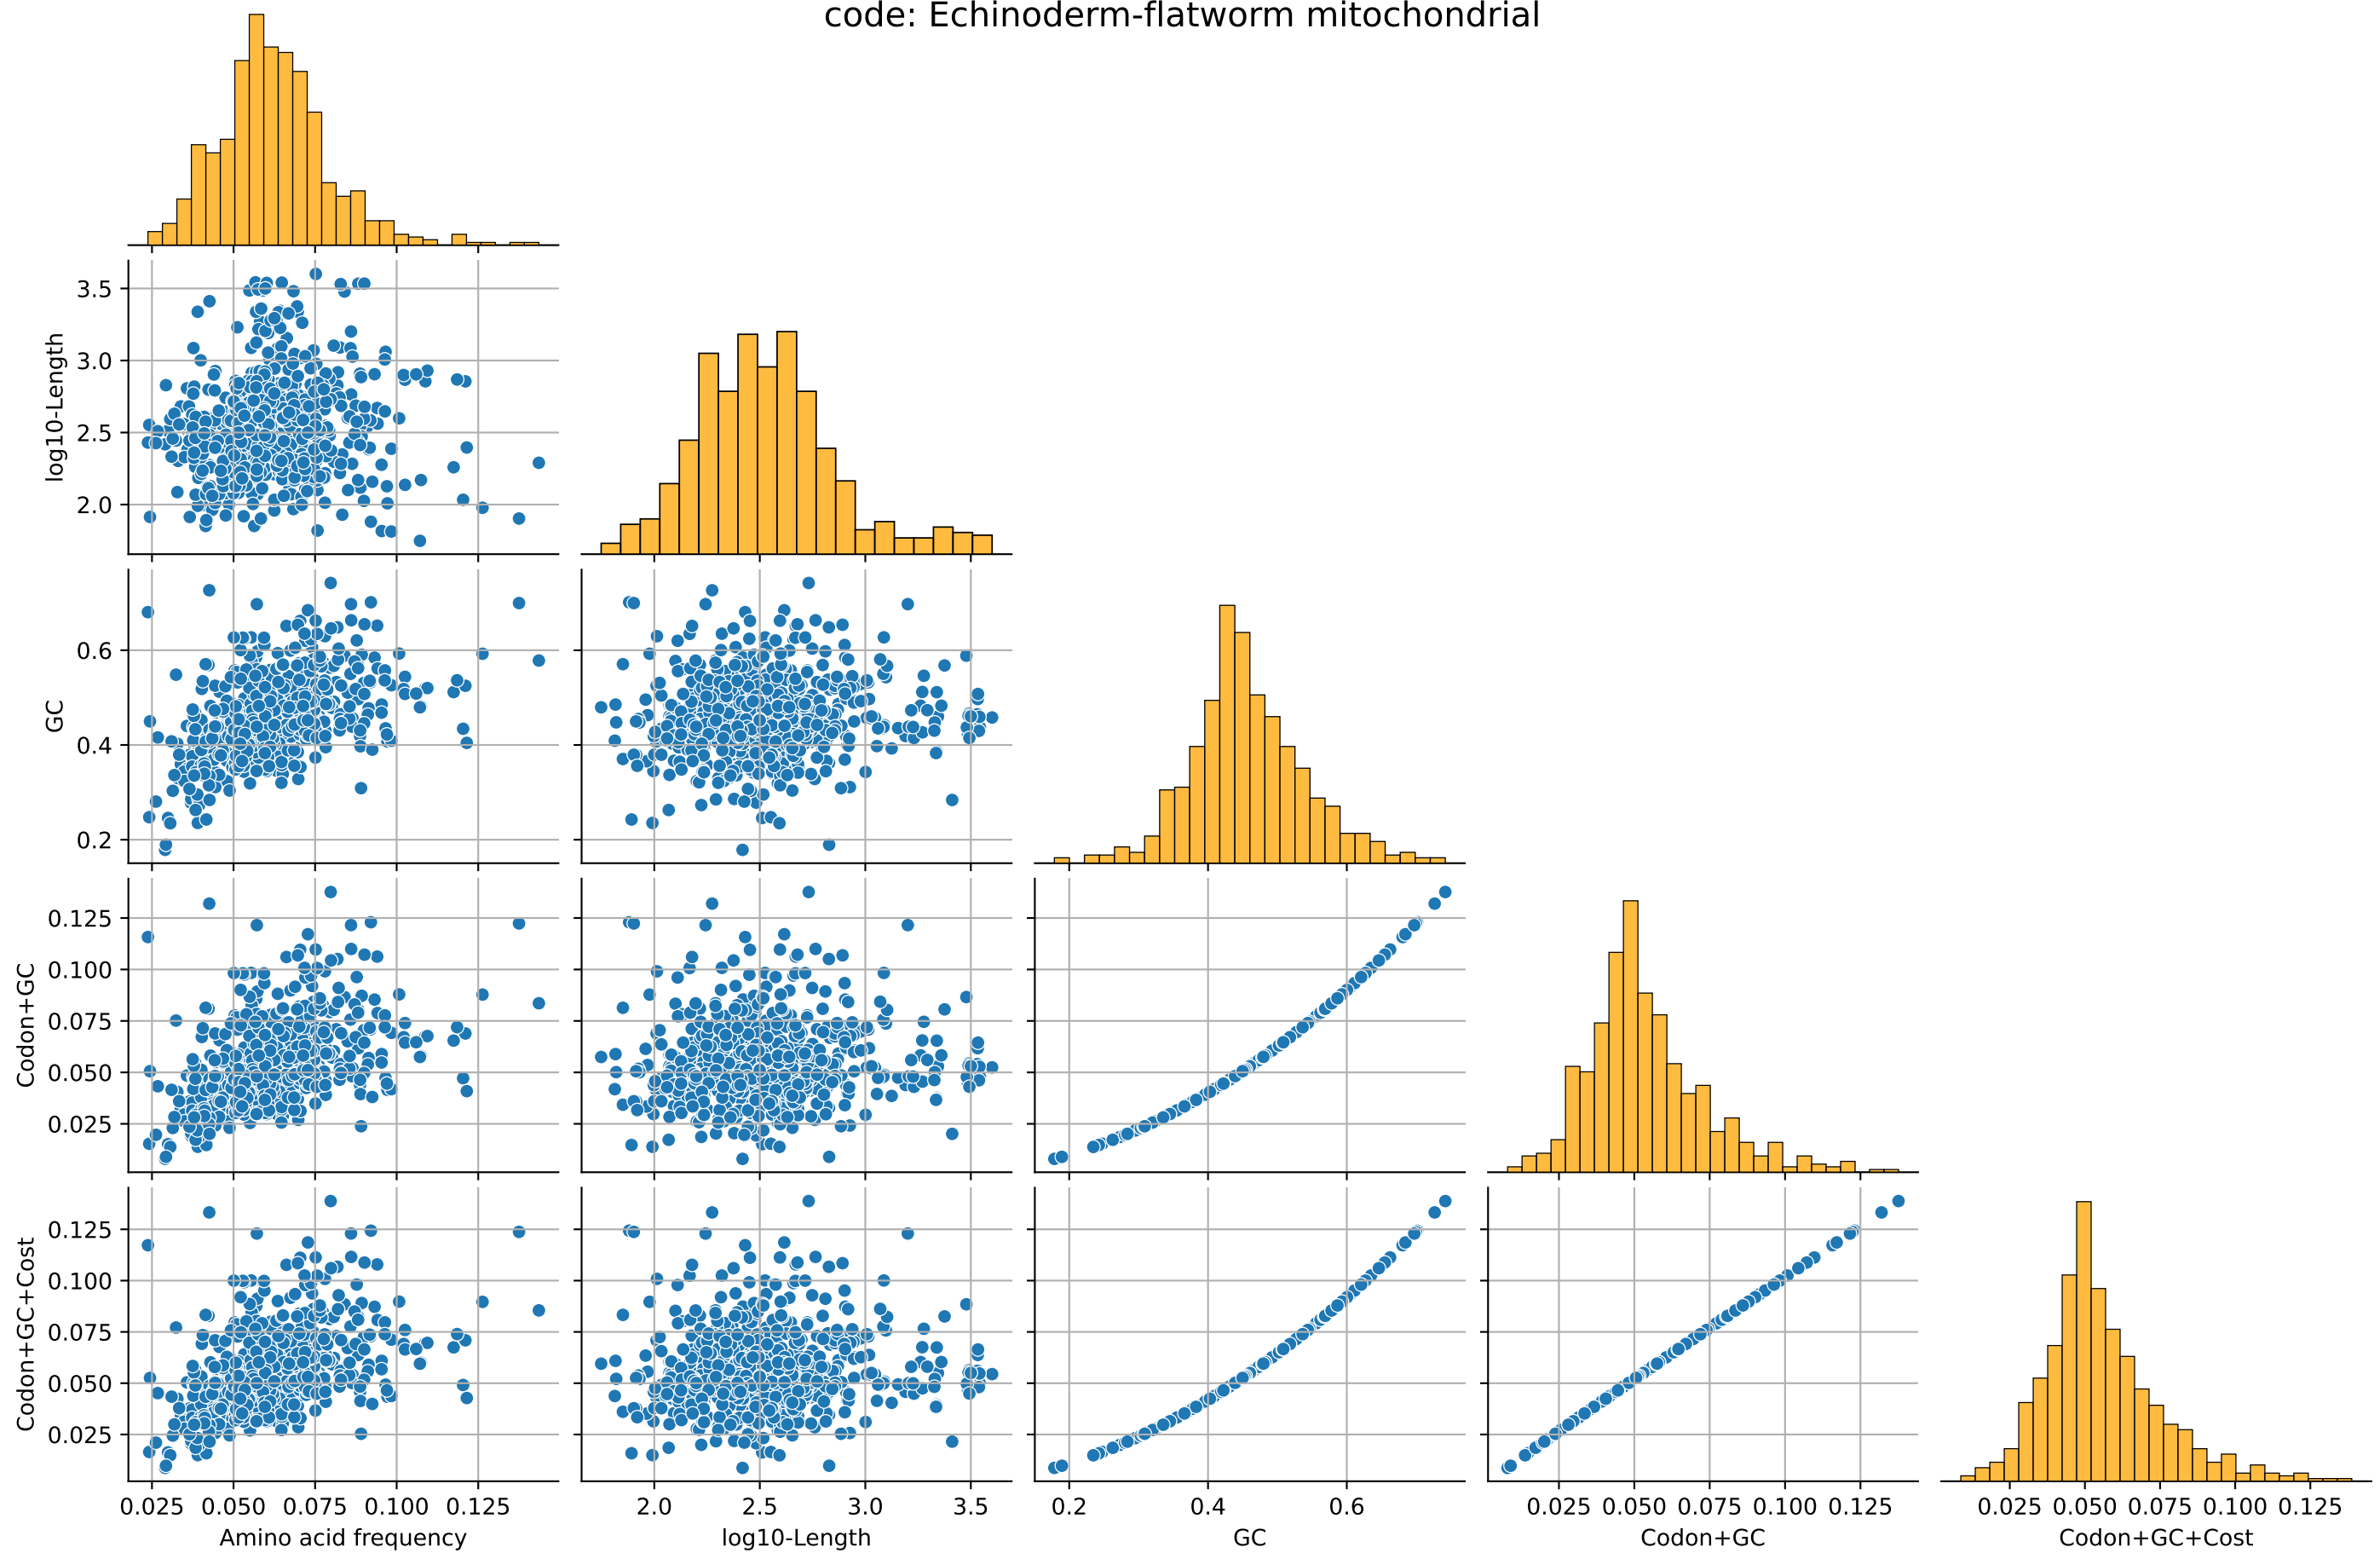 code: Echinoderm-flatworm mitochondrial
3.5
3.0
2.5
2.0
log10-Length
0.6
0.4
0.2
GC
0.125
0.100
0.075
0.050
0.025
Codon+GC
0.125
0.100
0.075
0.050
0.025
Codon+GC+Cost
0.025 0.050 0.075 0.100 0.125
2.0 2.5 3.0 3.5
0.2 0.4 0.6
0.025 0.050 0.075 0.100 0.125
0.025 0.050 0.075 0.100 0.125
Amino acid frequency
log10-Length
GC
Codon+GC
Codon+GC+Cost